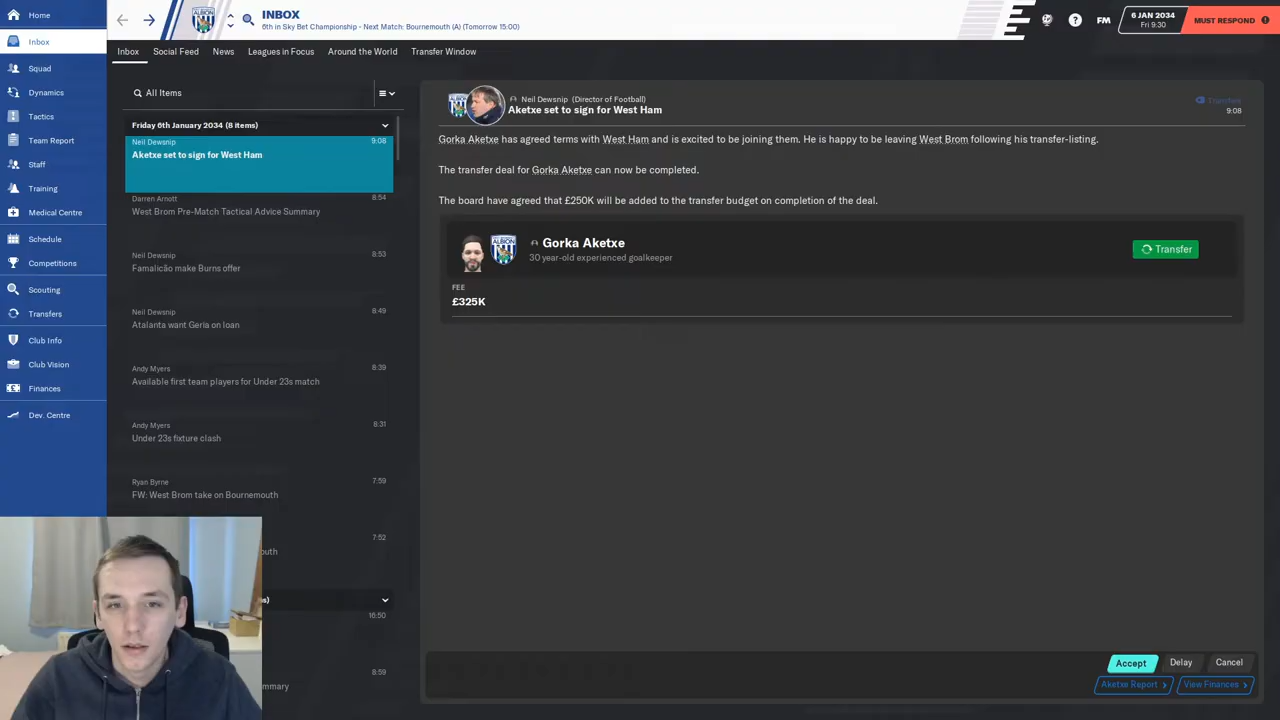 Home
Inbox
Squad
Dynamics
Tactics
Team Report
Staff
Training
Medical Centre
Schedule
Competitions
Scouting
Transfers
Club Info
Club Vision
Finances
Dev. Centre
INBOX
6th in Sky Bet Championship - Next Match: Bournemouth (A) (Tomorrow 15:00)
?
FM
6 JAN 2034
Fri 9:30
MUST RESPOND
Inbox Social Feed News Leagues in Focus Around the World Transfer Window
All Items
Friday 6th January 2034 (8 items)
Neil Dewsnip 9:08
Aketxe set to sign for West Ham
Darren Arnott 8:54
West Brom Pre-Match Tactical Advice Summary
Neil Dewsnip 8:53
Famalicão make Burns offer
Neil Dewsnip 8:49
Atalanta want Geria on loan
Andy Myers 8:39
Available first team players for Under 23s match
Andy Myers 8:31
Under 23s fixture clash
Ryan Byrne 7:59
FW: West Brom take on Bournemouth
7:52
outh
s)
16:50
8:59
mmary
Neil Dewsnip (Director of Football)
Aketxe set to sign for West Ham
Transfers
9:08
Gorka Aketxe has agreed terms with West Ham and is excited to be joining them. He is happy to be leaving West Brom following his transfer-listing.
The transfer deal for Gorka Aketxe can now be completed.
The board have agreed that £250K will be added to the transfer budget on completion of the deal.
ALBION
Gorka Aketxe
30 year-old experienced goalkeeper
Transfer
FEE
£325K
Accept Delay Cancel
Aketxe Report View Finances